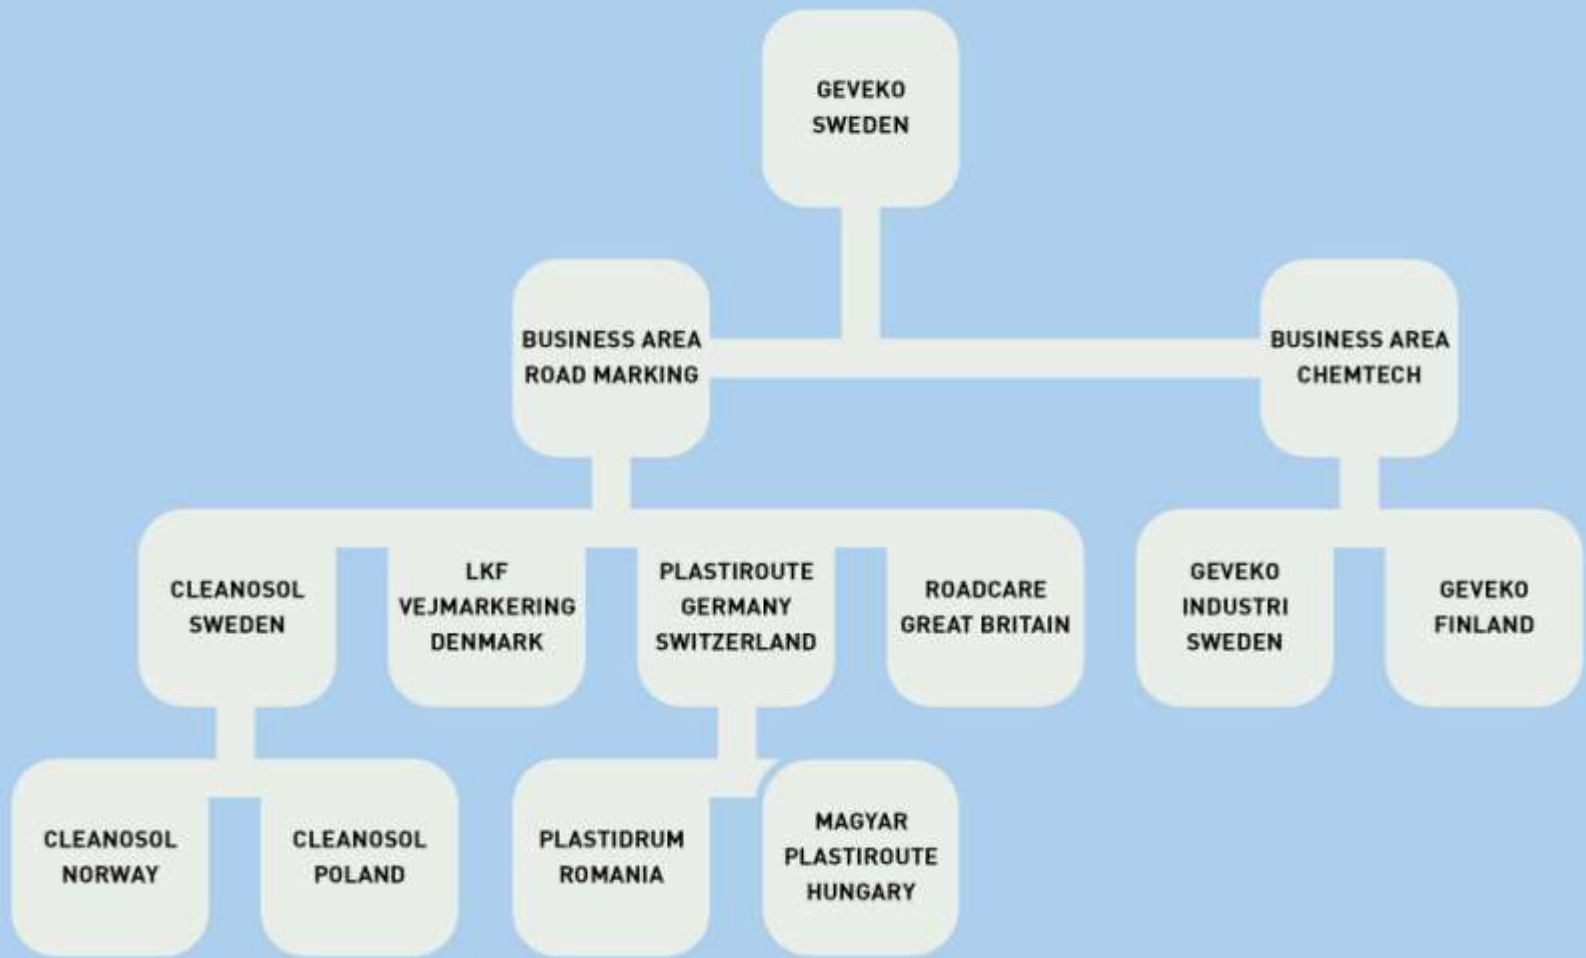 GEVEKO
SWEDEN
BUSINESS AREA
ROAD MARKING
BUSINESS AREA
CHEMTECH
CLEANOSOL
SWEDEN
LKF
VEJMARKERING
DENMARK
PLASTIROUTE
GERMANY
SWITZERLAND
ROADCARE
GREAT BRITAIN
GEVEKO
INDUSTRI
SWEDEN
GEVEKO
FINLAND
CLEANOSOL
NORWAY
CLEANOSOL
POLAND
PLASTIDRUM
ROMANIA
MAGYAR
PLASTIROUTE
HUNGARY